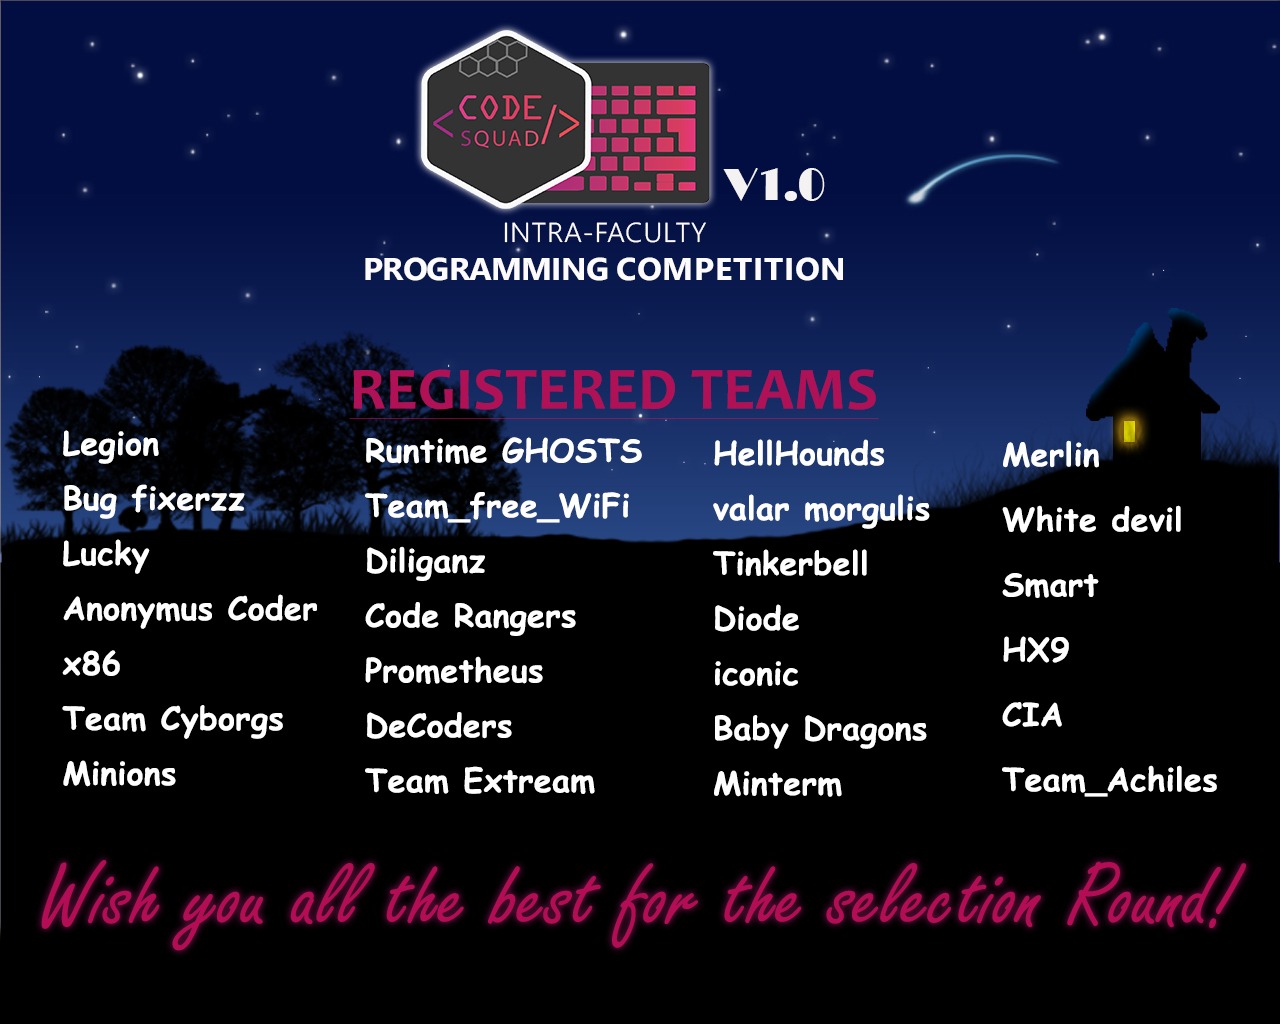 <CODE/>
SQUAD
V1.0
INTRA-FACULTY
PROGRAMMING COMPETITION
REGISTERED TEAMS
Legion
Bug fixerzz
Lucky
Anonymus Coder
x86
Team Cyborgs
Minions
Runtime GHOSTS
Team_free_WiFi
Diliganz
Code Rangers
Prometheus
DeCoders
Team Extream
HellHounds
valar morgulis
Tinkerbell
Diode
iconic
Baby Dragons
Minterm
Merlin
White devil
Smart
HX9
CIA
Team_Achiles
Wish you all the best for the selection Round!